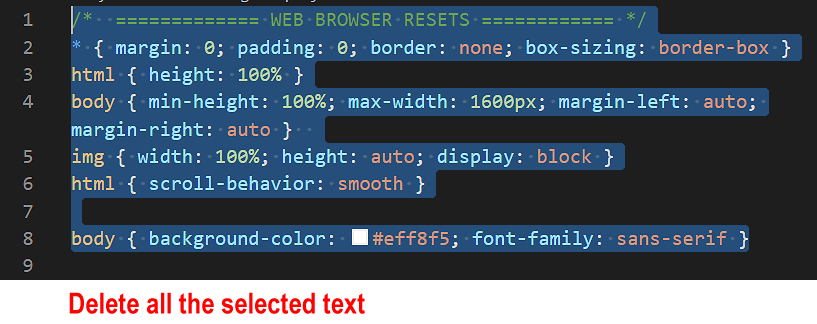 1 /* ============= WEB BROWSER RESETS ============ */
2 * { margin: 0; padding: 0; border: none; box-sizing: border-box }
3 html { height: 100% }
4 body { min-height: 100%; max-width: 1600px; margin-left: auto;
margin-right: auto }
5 img { width: 100%; height: auto; display: block }
6 html { scroll-behavior: smooth }
7
8 body { background-color: #eff8f5; font-family: sans-serif }
9
Delete all the selected text